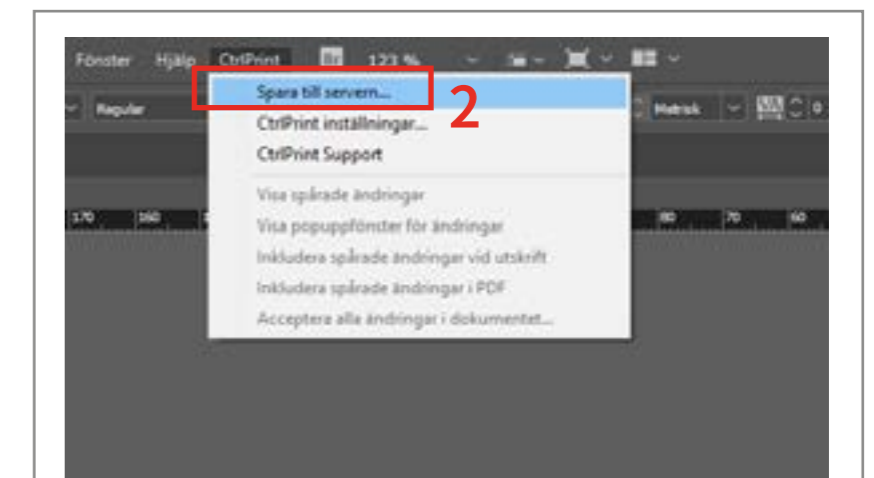 Fönster Hjälp CtrlPrint Br 123 %
Regular Metrisk 0
Spara till servern... 2
CtrlPrint inställningar...
CtrlPrint Support
Visa spårade ändringar
170 160 80 70 60
Visa popuppfönster för ändringar
Inkludera spårade ändringar vid utskrift
Inkludera spårade ändringar i PDF
Acceptera alla ändringar i dokumentet...